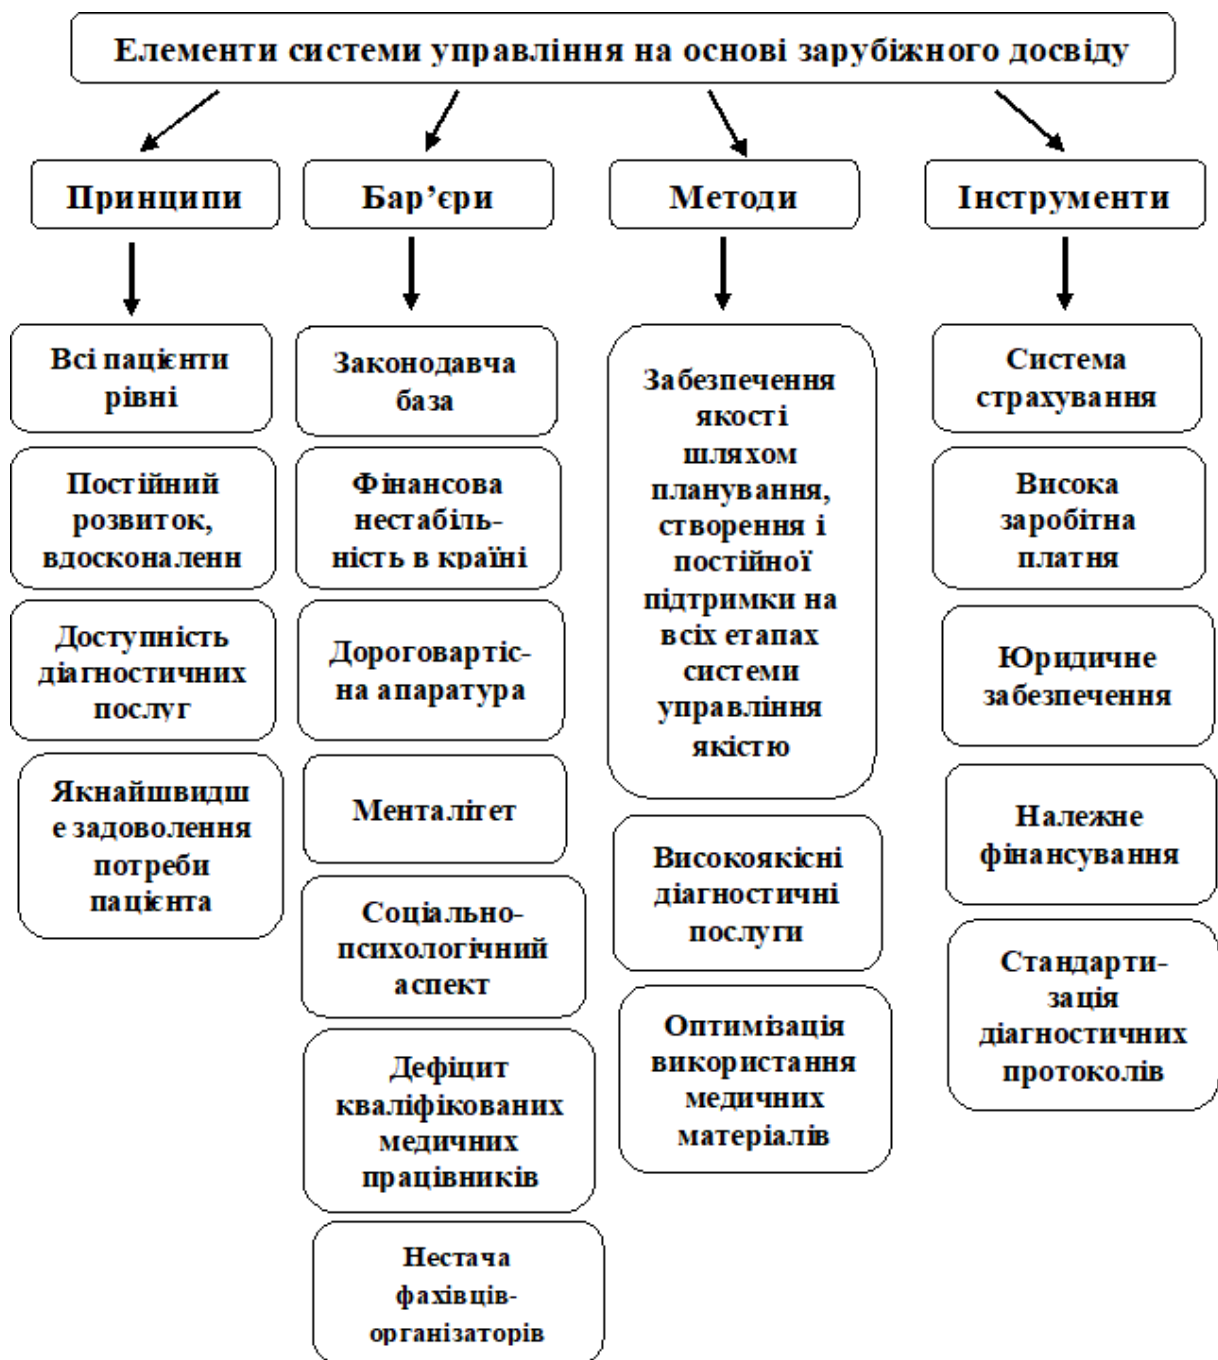 Елементи системи управління на основі зарубіжного досвіду
Принципи
Бар’єри
Методи
Інструменти
Всі пацієнти
рівні
Постійний
розвиток,
вдосконаленн
Доступність
діагностичних
послуг
Якнайшвидш
е задоволення
потреби
пацієнта
Законодавча
база
Фінансова
нестабіль-
ність в країні
Дороговартіс-
на апаратура
Менталітет
Соціально-
психологічний
аспект
Дефіцит
кваліфікованих
медичних
працівників
Нестача
фахівців-
організаторів
Забезпечення
якості
шляхом
планування,
створення і
постійної
підтримки на
всіх етапах
системи
управління
якістю
Високоякісні
діагностичні
послуги
Оптимізація
використання
медичних
матеріалів
Система
страхування
Висока
заробітна
платня
Юридичне
забезпечення
Належне
фінансування
Стандарти-
зація
діагностичних
протоколів